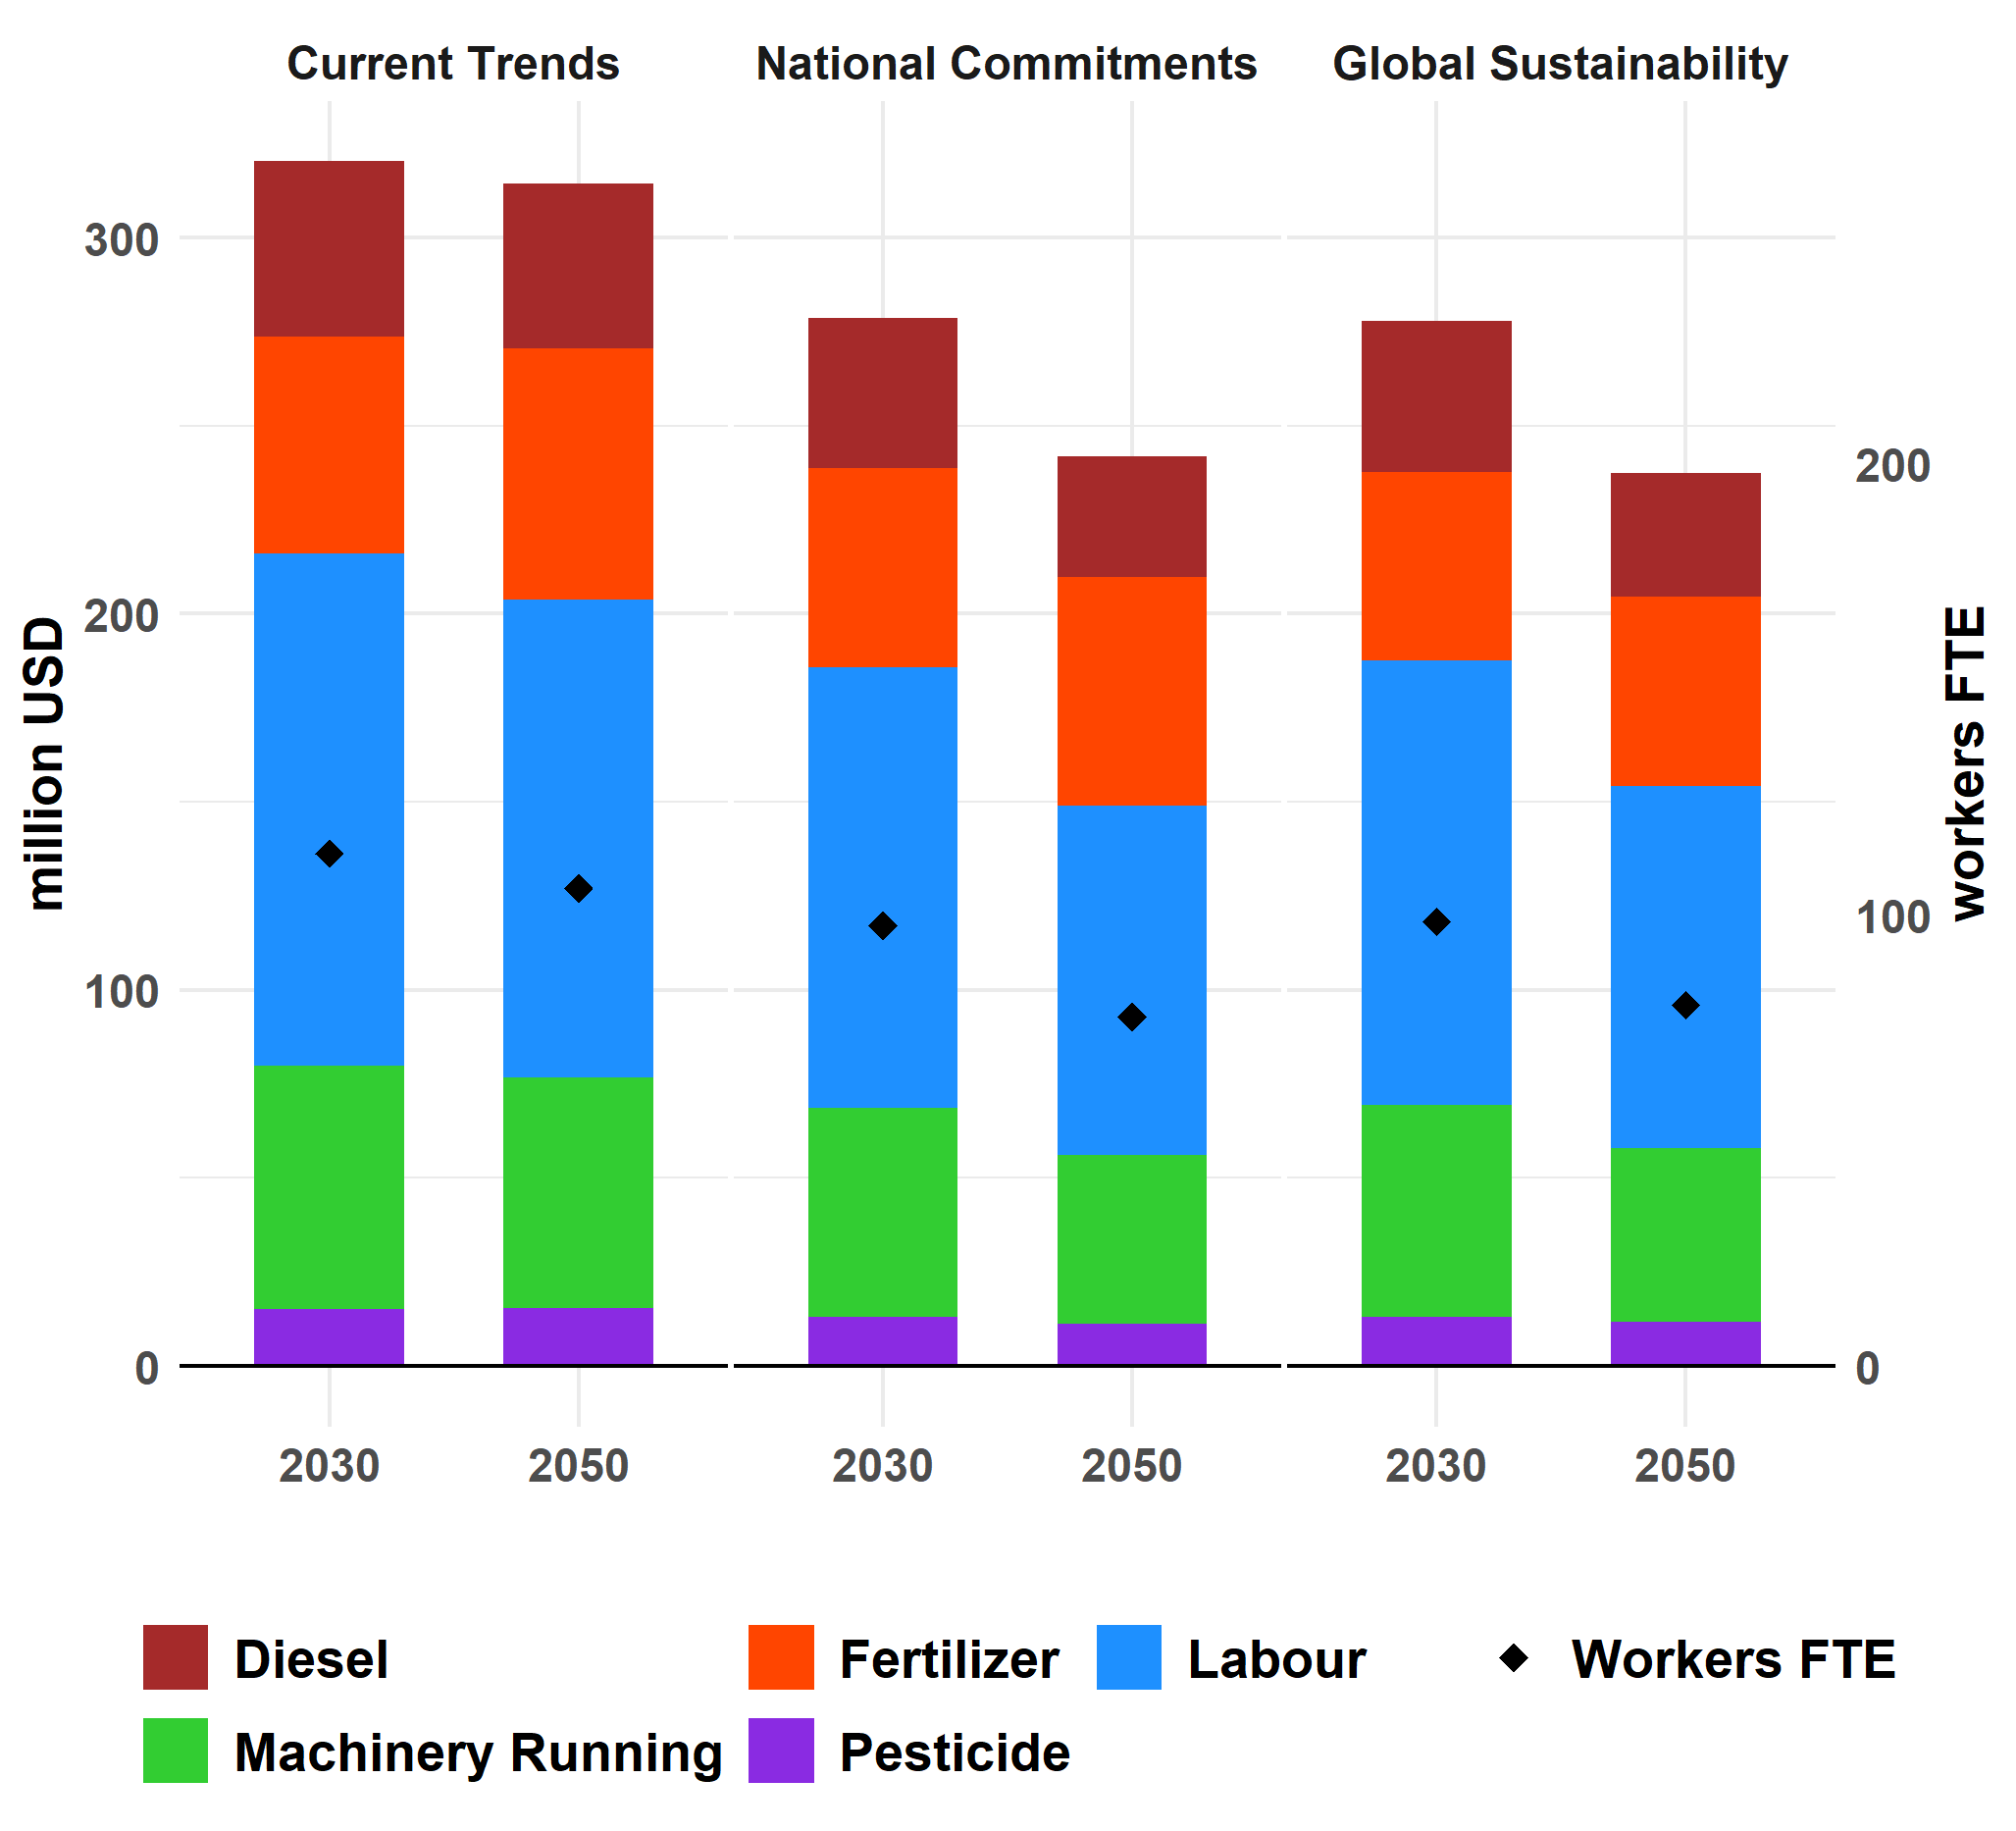 Current Trends
National Commitments
Global Sustainability
300
200
100
0
million USD
200
100
0
workers FTE
2030
2050
2030
2050
2030
2050
Diesel
Fertilizer
Labour
Workers FTE
Machinery Running
Pesticide